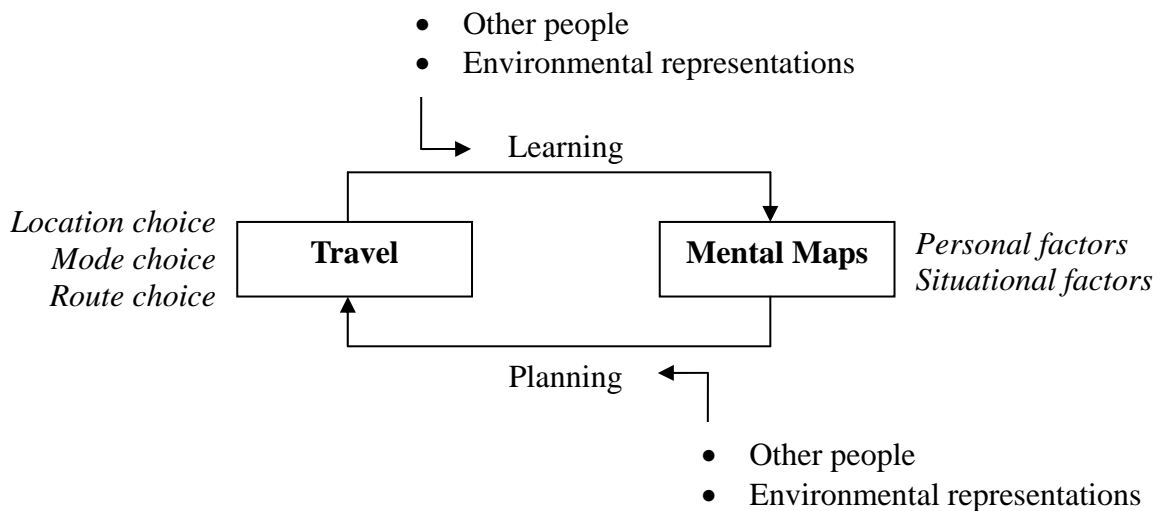 • Other people
• Environmental representations
Learning
Location choice
Mode choice
Route choice
Travel
Mental Maps
Personal factors
Situational factors
Planning
• Other people
• Environmental representations